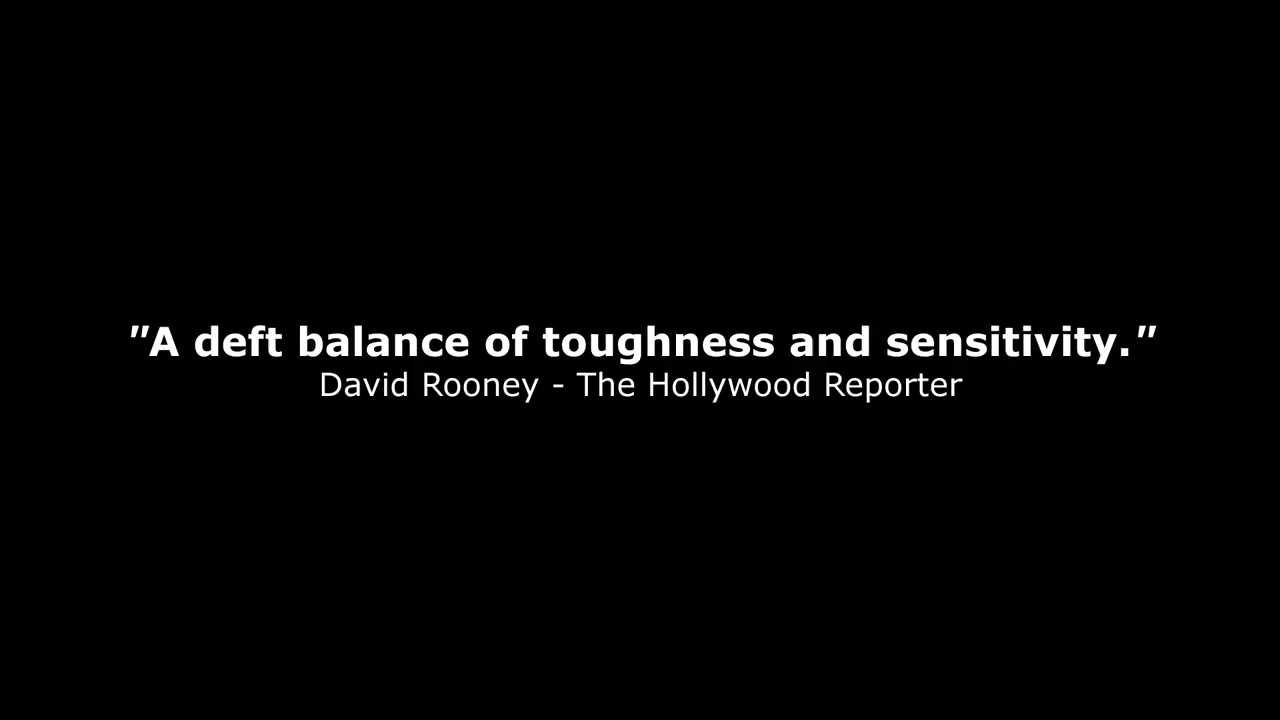 "A deft balance of toughness and sensitivity."
David Rooney - The Hollywood Reporter